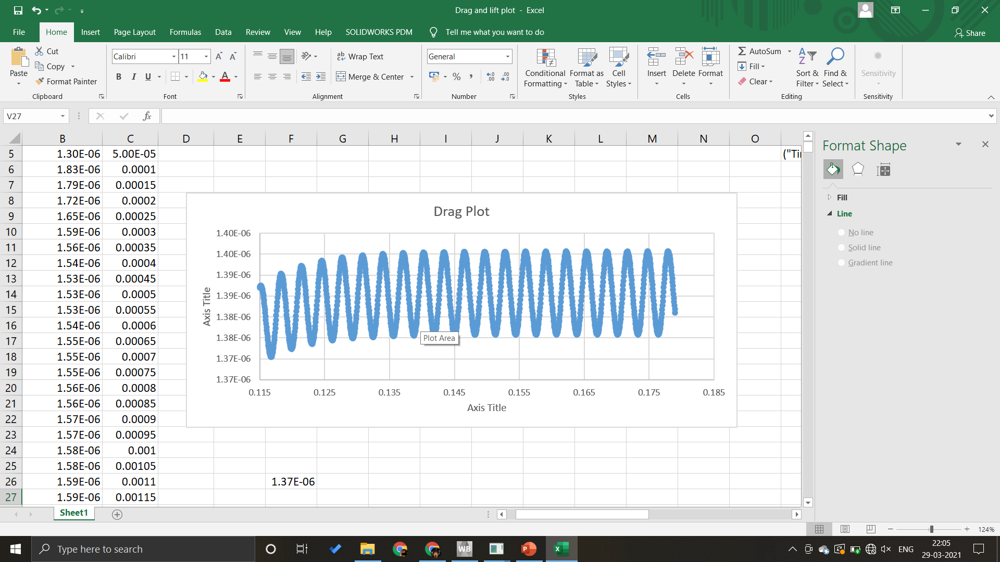 Drag and lift plot - Excel
File Home Insert Page Layout Formulas Data Review View Help SOLIDWORKS PDM Tell me what you want to do Share
Paste
Cut
Copy
Format Painter
Clipboard
Calibri 11
B I U
Font
Wrap Text
Merge & Center
Alignment
General
Number
Conditional Formatting
Format as Table
Cell Styles
Styles
Insert Delete Format
Cells
AutoSum
Fill
Clear
Sort & Filter
Find & Select
Editing
Sensitivity
Sensitivity
V27 fx
B C D E F G H I J K L M N O
5 1.30E-06 5.00E-05
6 1.83E-06 0.0001
7 1.79E-06 0.00015
8 1.72E-06 0.0002
9 1.65E-06 0.00025
10 1.59E-06 0.0003
11 1.56E-06 0.00035
12 1.54E-06 0.0004
13 1.53E-06 0.00045
14 1.53E-06 0.0005
15 1.53E-06 0.00055
16 1.54E-06 0.0006
17 1.55E-06 0.00065
18 1.55E-06 0.0007
19 1.55E-06 0.00075
20 1.56E-06 0.0008
21 1.56E-06 0.00085
22 1.57E-06 0.0009
23 1.57E-06 0.00095
24 1.58E-06 0.001
25 1.58E-06 0.00105
26 1.59E-06 0.0011 1.37E-06
27 1.59E-06 0.00115
Drag Plot
1.40E-06
1.40E-06
1.39E-06
1.39E-06
1.38E-06
1.38E-06
1.37E-06
1.37E-06
Axis Title
Plot Area
0.115 0.125 0.135 0.145 0.155 0.165 0.175 0.185
Axis Title
Format Shape
Fill
Line
No line
Solid line
Gradient line
Sheet1
124%
Type here to search
WB
ENG
22:05
29-03-2021